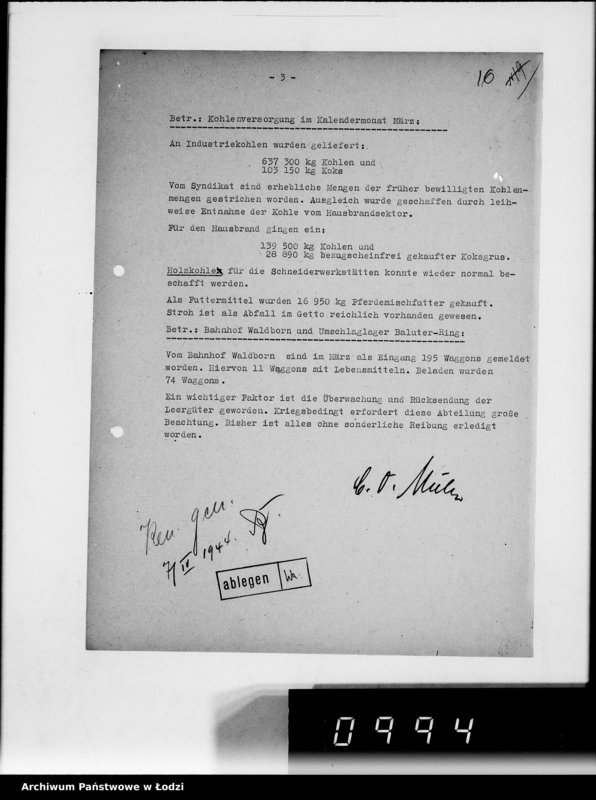 - 3 -
16
Betr.: Kohlenversorgung im Kalendermonat März:
An Industriekohlen wurden geliefert:
637 300 kg Kohlen und
103 150 kg Koks
Vom Syndikat sind erhebliche Mengen der früher bewilligten Kohlen-
mengen gestrichen worden. Ausgleich wurde geschaffen durch leih-
weise Entnahme der Kohle vom Hausbrandsektor.
Für den Hausbrand gingen ein:
139 500 kg Kohlen und
28 890 kg bezugscheinfrei gekaufter Koksgrus.
Holzkohle für die Schneiderwerkstätten konnte wieder normal be-
schafft werden.
Als Futtermittel wurden 16 950 kg Pferdemischfutter gekauft.
Stroh ist als Abfall im Getto reichlich vorhanden gewesen.
Betr.: Bahnhof Waldborn und Umschlaglager Baluter-Ring:
Vom Bahnhof Waldborn sind im März als Eingang 195 Waggons gemeldet
worden. Hiervon 11 Waggons mit Lebensmitteln. Beladen wurden
74 Waggons.
Ein wichtiger Faktor ist die Überwachung und Rücksendung der
Leergüter geworden. Kriegsbedingt erfordert diese Abteilung große
Beachtung. Bisher ist alles ohne sonderliche Reibung erledigt
worden.
7/IV 1944.
ablegen
0994
Archiwum Państwowe w Łodzi